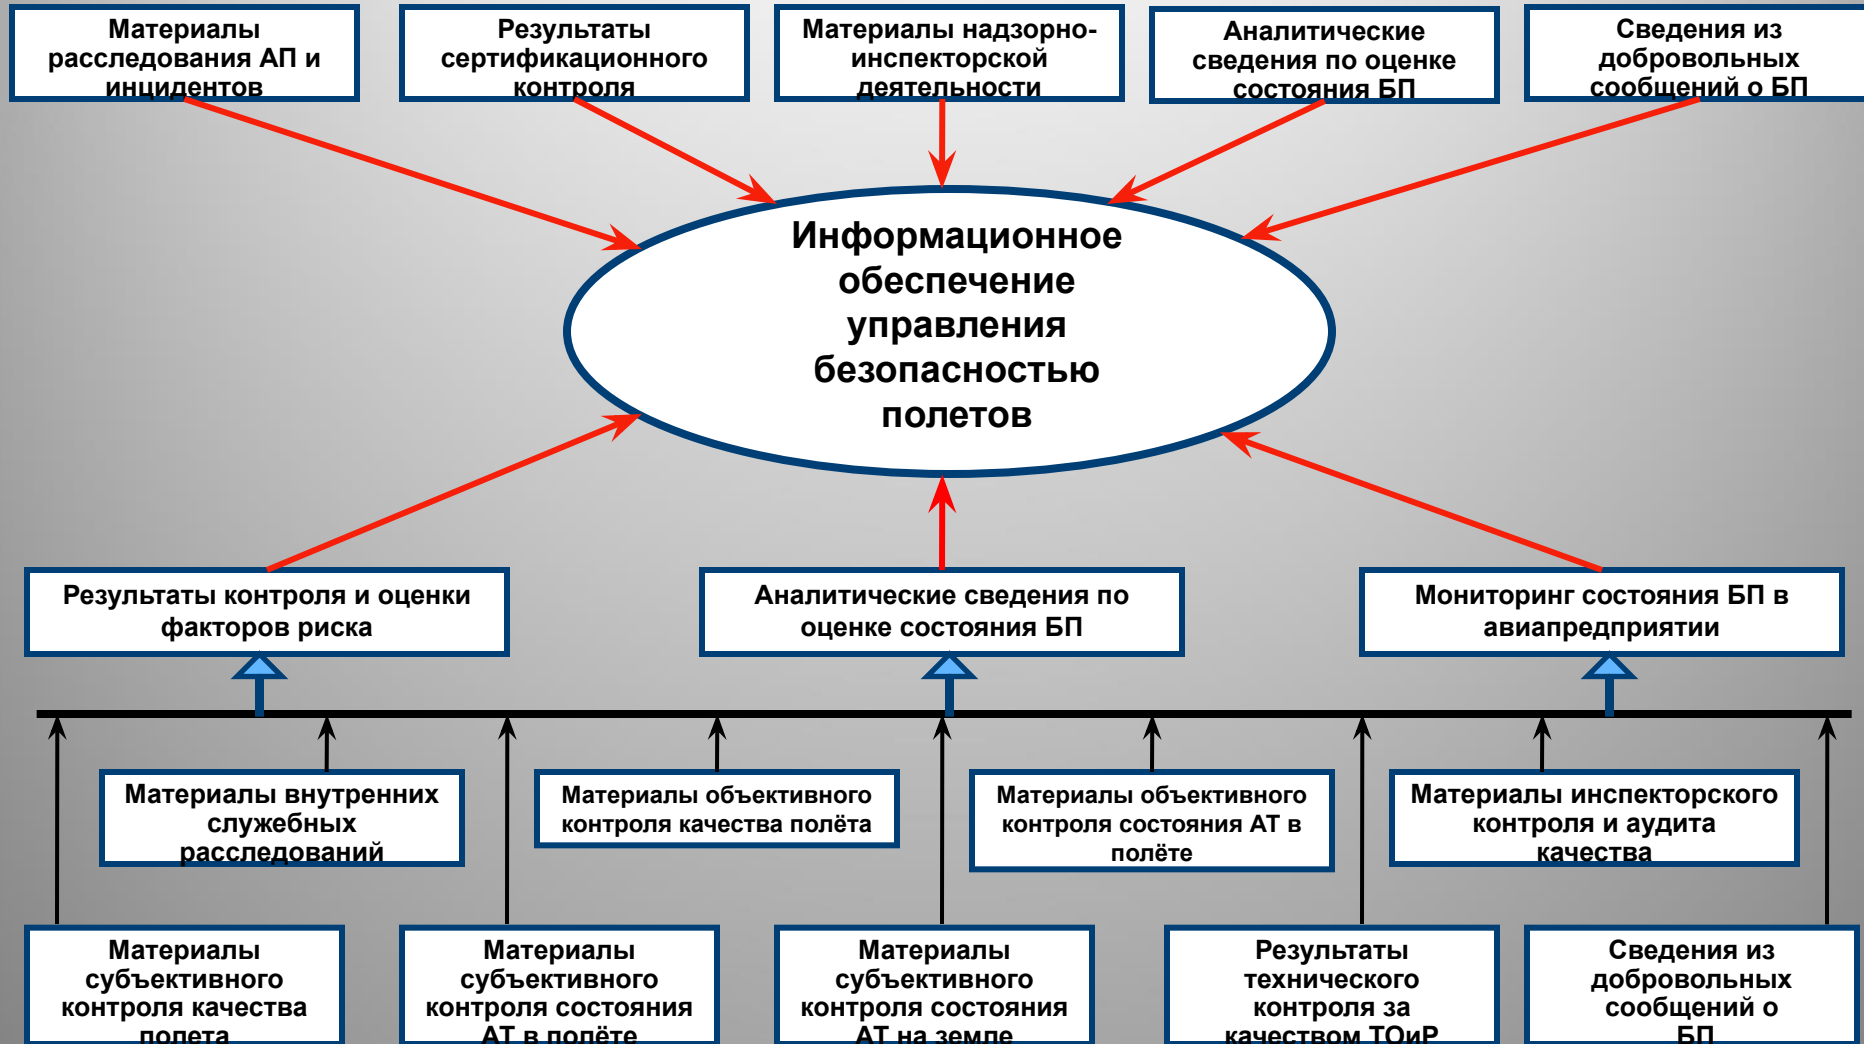 Материалы
расследования АП и
инцидентов
Результаты
сертификационного
контроля
Материалы надзорно-
инспекторской
деятельности
Аналитические
сведения по оценке
состояния БП
Сведения из
добровольных
сообщений о БП
Информационное
обеспечение
управления
безопасностью
полетов
Результаты контроля и оценки
факторов риска
Аналитические сведения по
оценке состояния БП
Мониторинг состояния БП в
авиапредприятии
Материалы внутренних
служебных
расследований
Материалы объективного
контроля качества полёта
Материалы объективного
контроля состояния АТ в
полёте
Материалы инспекторского
контроля и аудита
качества
Материалы
субъективного
контроля качества
полета
Материалы
субъективного
контроля состояния
АТ в полёте
Материалы
субъективного
контроля состояния
АТ на земле
Результаты
технического
контроля за
качеством ТОиР
Сведения из
добровольных
сообщений о
БП